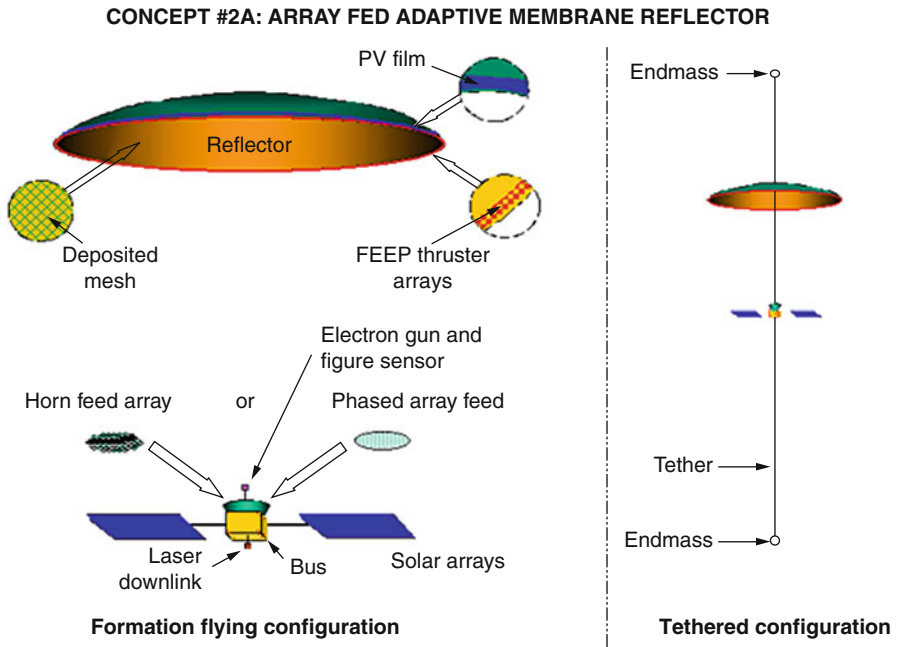 CONCEPT #2A: ARRAY FED ADAPTIVE MEMBRANE REFLECTOR
PV film
Reflector
Deposited
mesh
FEEP thruster
arrays
Electron gun and
figure sensor
Horn feed array
or
Phased array feed
Laser
downlink
Bus
Solar arrays
Formation flying configuration
Endmass
Tether
Endmass
Tethered configuration